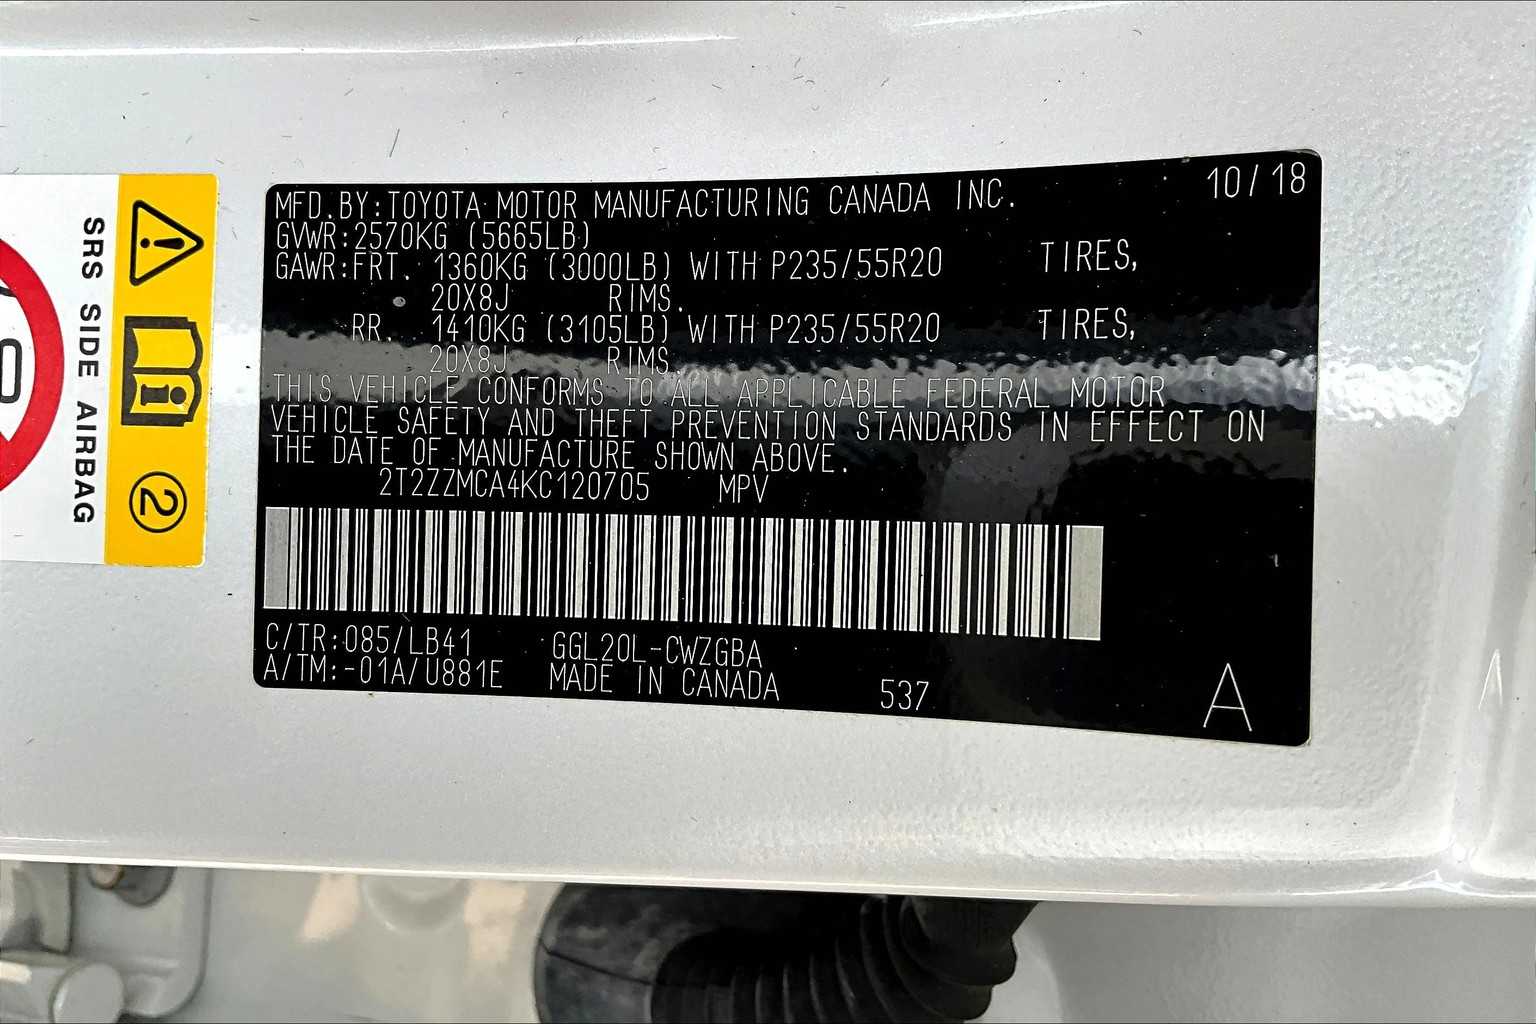 MFD.BY:TOYOTA MOTOR MANUFACTURING CANADA INC. 10/18
GVWR:2570KG (5665LB)
GAWR:FRT. 1360KG (3000LB) WITH P235/55R20 TIRES,
20X8J RIMS.
RR. 1410KG (3105LB) WITH P235/55R20 TIRES,
20X8J RIMS.
THIS VEHICLE CONFORMS TO ALL APPLICABLE FEDERAL MOTOR
VEHICLE SAFETY AND THEFT PREVENTION STANDARDS IN EFFECT ON
THE DATE OF MANUFACTURE SHOWN ABOVE.
2T2ZZMCA4KC120705 MPV
C/TR:085/LB41 GGL20L-CWZGBA
A/TM:-01A/U881E MADE IN CANADA 537 A
SRS SIDE AIRBAG
2